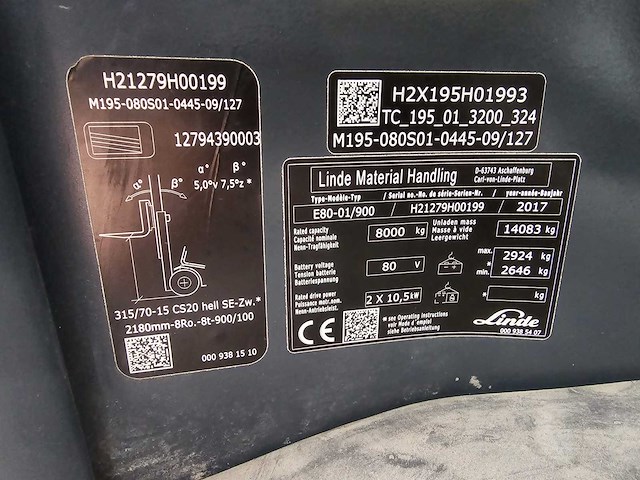 H21279H00199
M195-080S01-0445-09/127
12794390003
α° β°
5,0v 7,5z *
α° β°
315/70-15 CS20 hell SE-Zw.*
2180mm-8Ro.-8t-900/100
000 938 15 10
H2X195H01993
TC_195_01_3200_324
M195-080S01-0445-09/127
Linde Material Handling
D-63743 Aschaffenburg
Carl-von-Linde-Platz
Type-Modèle-Typ / Serial no.-No. de série-Serien-Nr. / year-année-Baujahr
E80-01/900 / H21279H00199 / 2017
Rated capacity
Capacité nominale
Nenn-Tragfähigkeit
8000 kg
Unladen mass
Masse à vide
Leergewicht
14083 kg
Battery voltage
Tension batterie
Batteriespannung
80 V
max. 2924 kg
*
min. 2646 kg
Rated drive power
Puissance motr.nom.
Nenn-Antriebsleist.
2 X 10,5 kW
* kg
CE
* see Operating Instructions
voir Mode d'emploi
siehe Betriebsanleitung
Linde
000 938 54 07